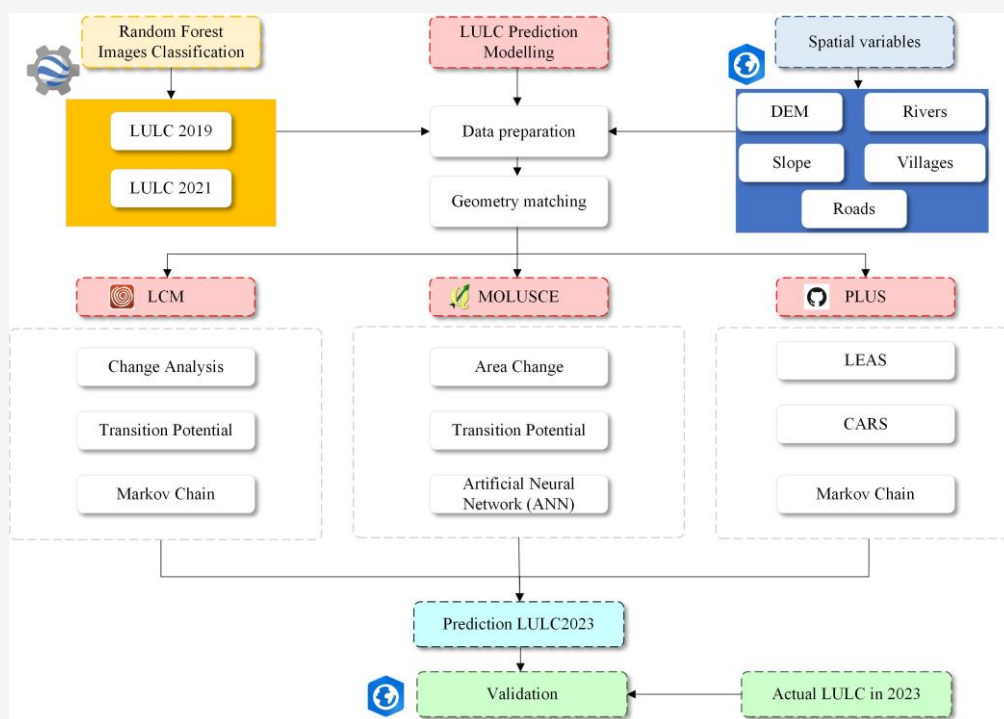 Random Forest
Images Classification
LULC Prediction
Modelling
Spatial variables
LULC 2019
LULC 2021
Data preparation
Geometry matching
DEM
Rivers
Slope
Villages
Roads
LCM
MOLUSCE
PLUS
Change Analysis
Transition Potential
Markov Chain
Area Change
Transition Potential
Artificial Neural
Network (ANN)
LEAS
CARS
Markov Chain
Prediction LULC2023
Validation
Actual LULC in 2023